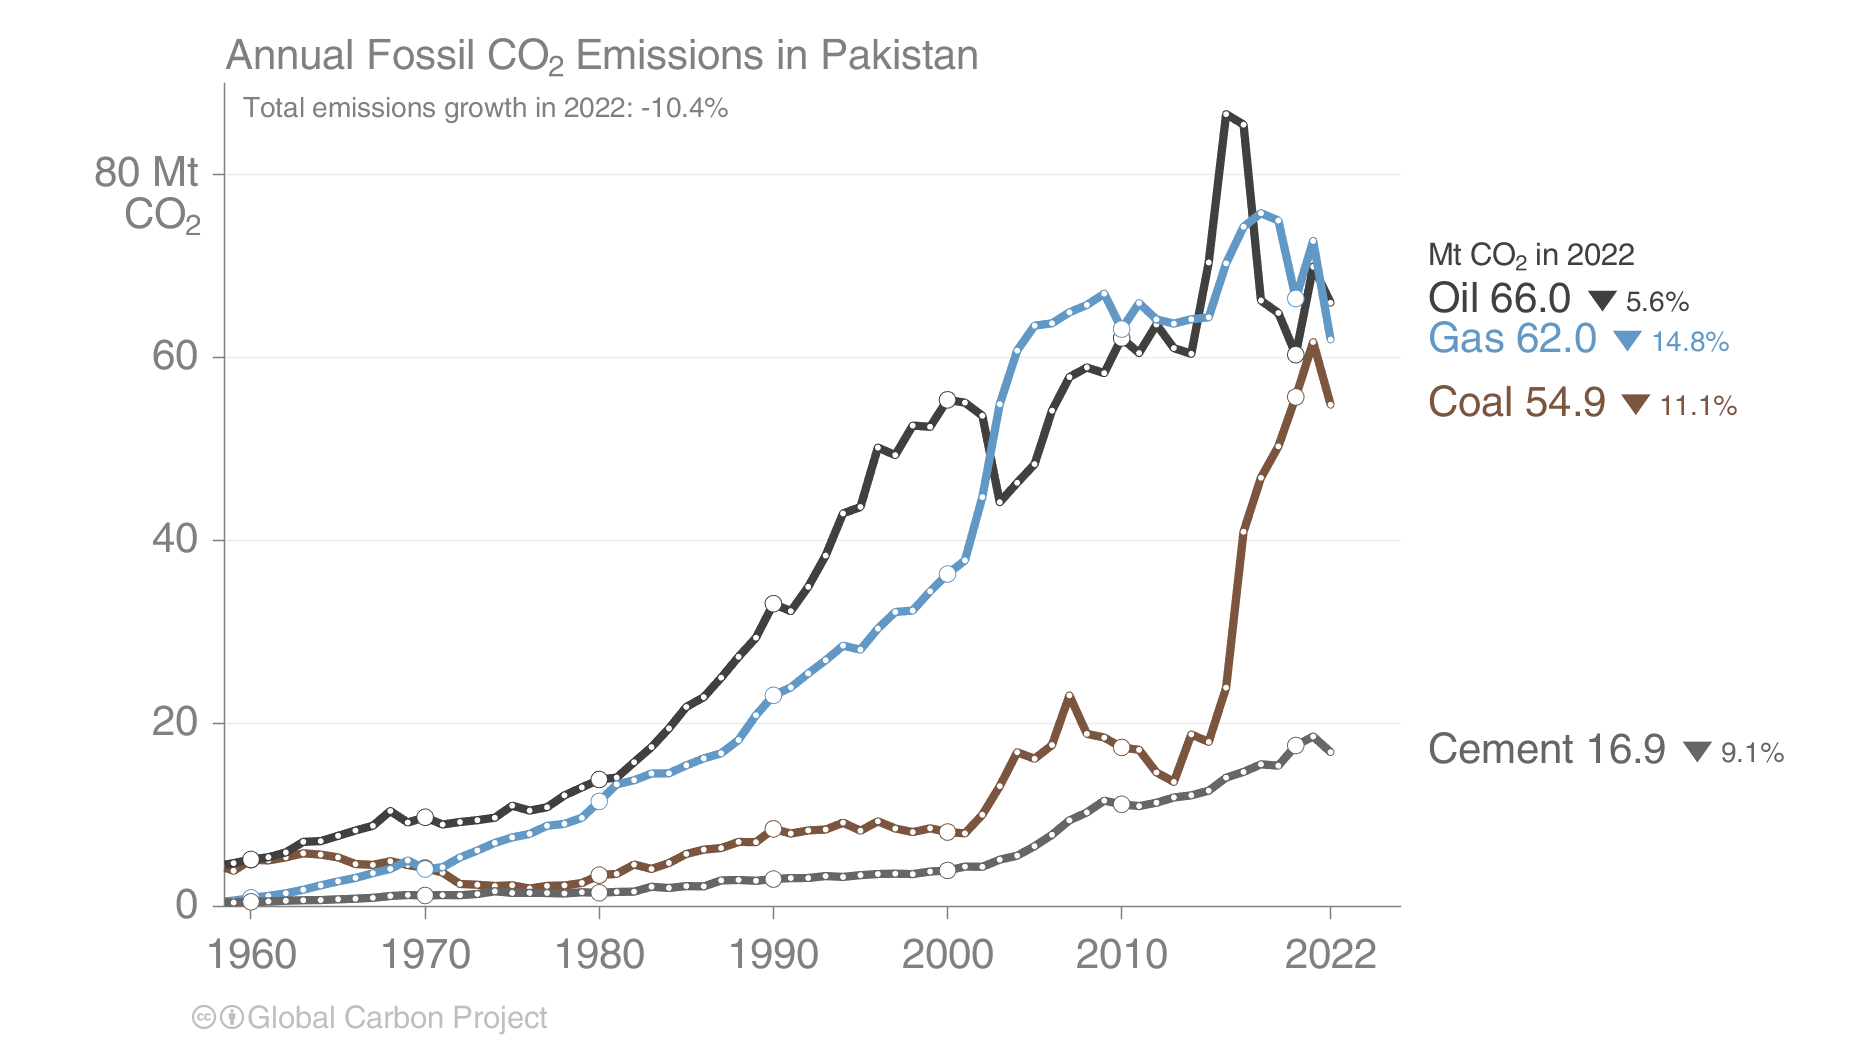 Annual Fossil CO₂ Emissions in Pakistan
Total emissions growth in 2022: -10.4%
80 Mt
CO₂
60
40
20
0
1960 1970 1980 1990 2000 2010 2022
Mt CO₂ in 2022
Oil 66.0 ▼ 5.6%
Gas 62.0 ▼ 14.8%
Coal 54.9 ▼ 11.1%
Cement 16.9 ▼ 9.1%
cc Global Carbon Project